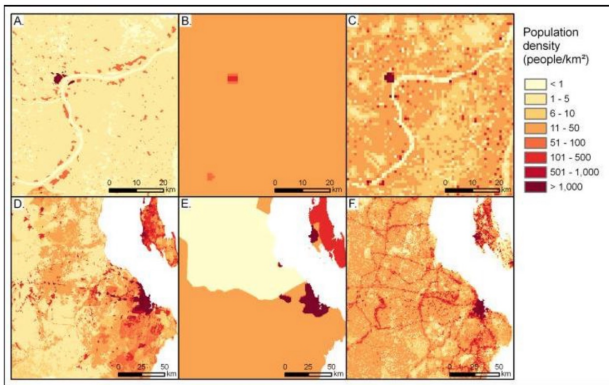 A.
B.
C.
Population
density
(people/km²)
< 1
1 - 5
6 - 10
11 - 50
51 - 100
101 - 500
501 - 1,000
> 1,000
0 10 20
km
0 10 20
km
0 10 20
km
D.
E.
F.
0 25 50
km
0 25 50
km
0 25 50
km